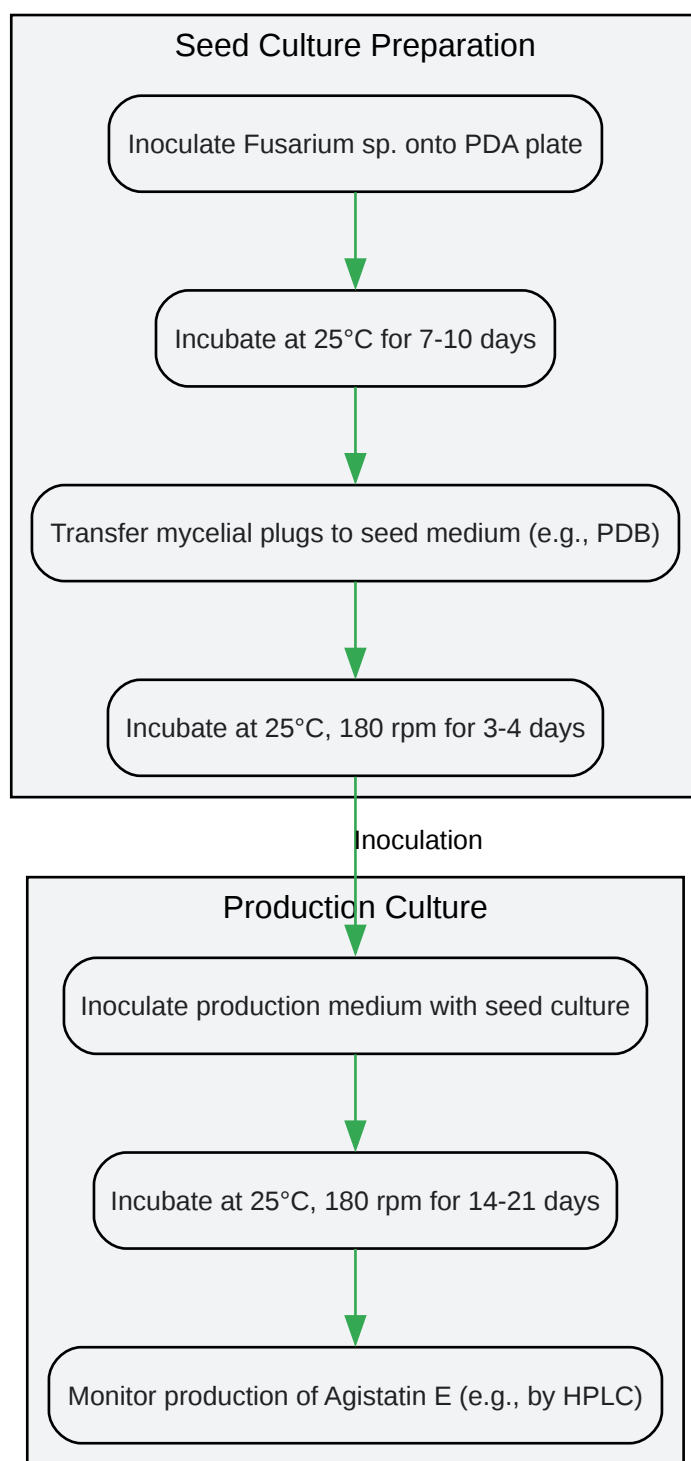 Seed Culture Preparation
Inoculate Fusarium sp. onto PDA plate
Incubate at 25°C for 7-10 days
Transfer mycelial plugs to seed medium (e.g., PDB)
Incubate at 25°C, 180 rpm for 3-4 days
Inoculation
Production Culture
Inoculate production medium with seed culture
Incubate at 25°C, 180 rpm for 14-21 days
Monitor production of Agistatin E (e.g., by HPLC)